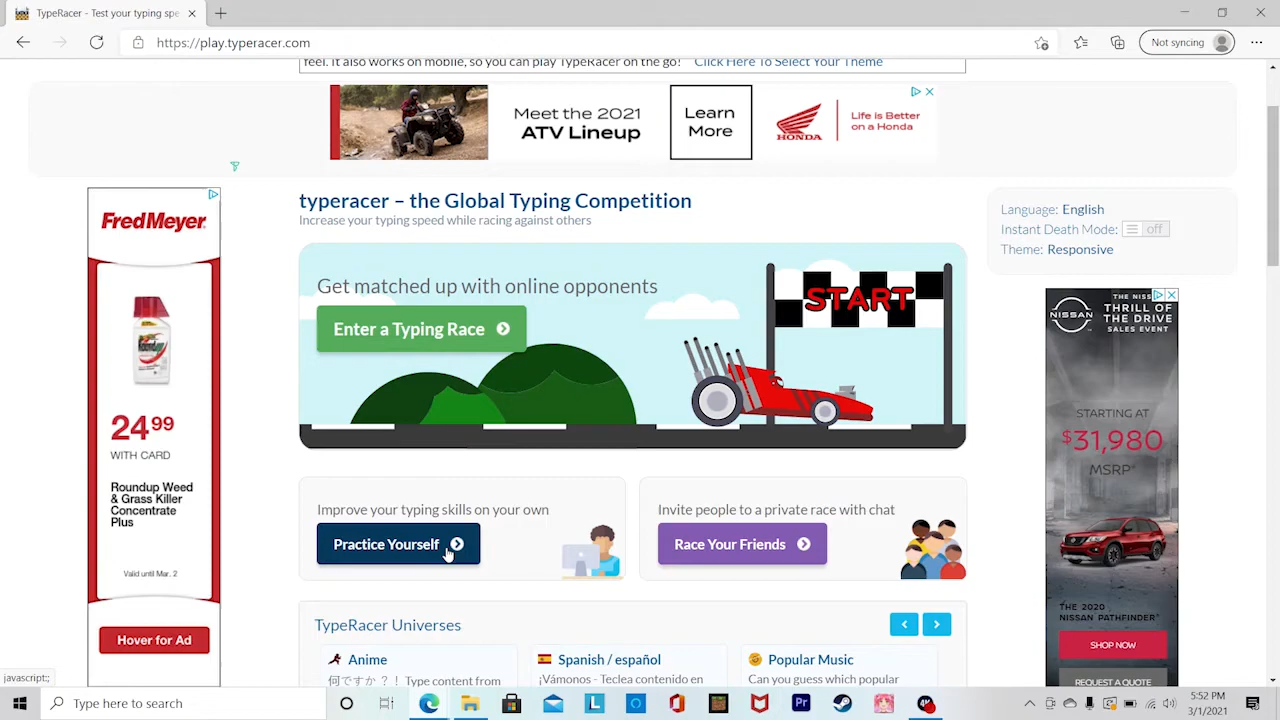 TypeRacer - Test your typing spe
https://play.typeracer.com
Not syncing
feel. It also works on mobile, so you can play TypeRacer on the go! Click Here To Select Your Theme
Meet the 2021
ATV Lineup
Learn
More
HONDA
Life is Better
on a Honda
FredMeyer
24 99
WITH CARD
Roundup Weed
& Grass Killer
Concentrate
Plus
Valid until Mar. 2
Hover for Ad
typeracer – the Global Typing Competition
Increase your typing speed while racing against others
Get matched up with online opponents
Enter a Typing Race
START
Improve your typing skills on your own
Practice Yourself
Invite people to a private race with chat
Race Your Friends
TypeRacer Universes
Anime
何ですか?! Type content from
Spanish / español
¡Vámonos - Teclea contenido en
Popular Music
Can you guess which popular
Language: English
Instant Death Mode: off
Theme: Responsive
THE NISS
THRILL OF
THE DRIVE
SALES EVENT
NISSAN
STARTING AT
$31,980
MSRP*
THE 2020
NISSAN PATHFINDER*
SHOP NOW
REQUEST A QUOTE
javascript:;
Type here to search
5:52 PM
3/1/2021